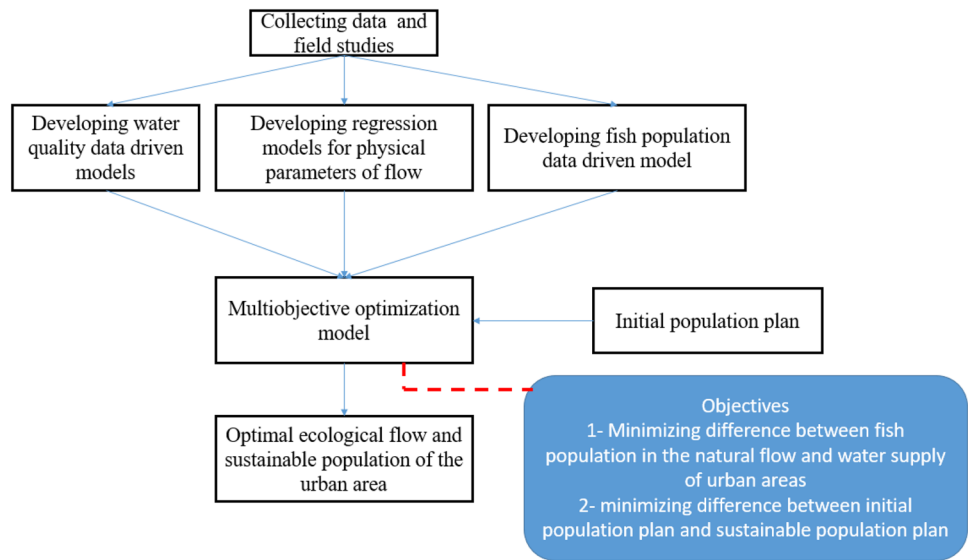 Collecting data and
field studies
Developing water
quality data driven
models
Developing regression
models for physical
parameters of flow
Developing fish population
data driven model
Multiobjective optimization
model
Initial population plan
Optimal ecological flow and
sustainable population of the
urban area
Objectives
1- Minimizing difference between fish
population in the natural flow and water supply
of urban areas
2- minimizing difference between initial
population plan and sustainable population plan